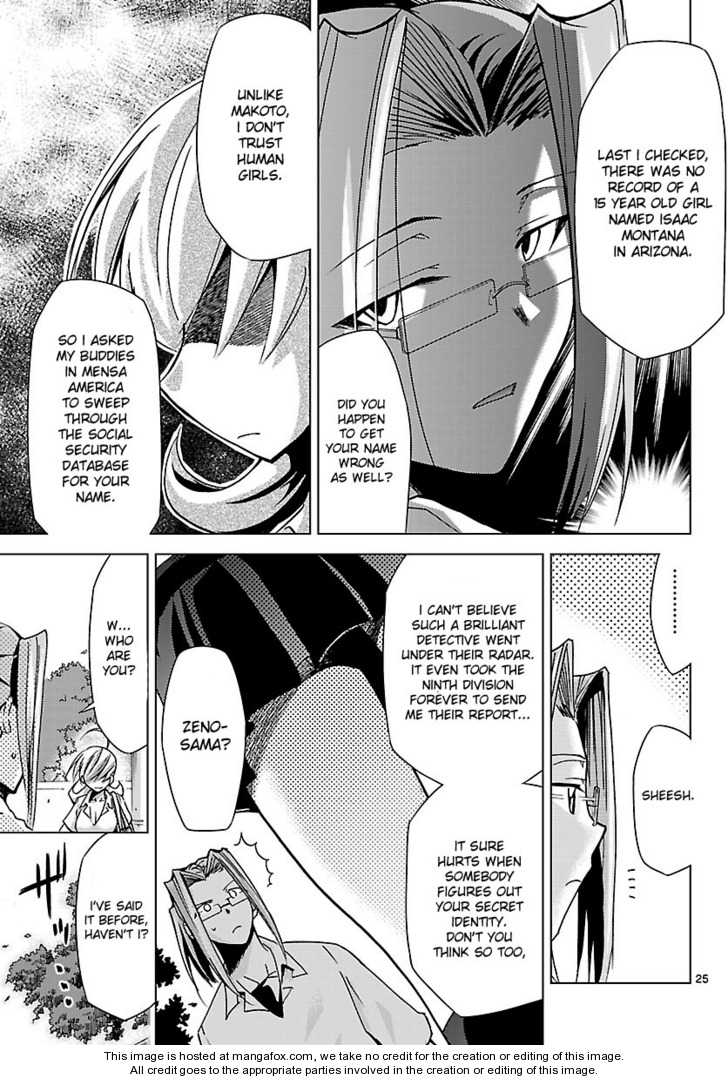 LAST I CHECKED,
THERE WAS NO
RECORD OF A
15 YEAR OLD GIRL
NAMED ISAAC
MONTANA
IN ARIZONA.
DID YOU
HAPPEN
TO GET
YOUR NAME
WRONG
AS WELL?
UNLIKE
MAKOTO,
I DON'T
TRUST
HUMAN
GIRLS.
SO I ASKED
MY BUDDIES
IN MENSA
AMERICA
TO SWEEP
THROUGH
THE SOCIAL
SECURITY
DATABASE
FOR YOUR
NAME.
........
SHEESH.
I CAN'T BELIEVE
SUCH A BRILLIANT
DETECTIVE WENT
UNDER THEIR RADAR.
IT EVEN TOOK THE
NINTH DIVISION
FOREVER TO SEND
ME THEIR REPORT...
IT SURE
HURTS WHEN
SOMEBODY
FIGURES OUT
YOUR SECRET
IDENTITY.
DON'T YOU
THINK SO TOO,
ZENO-
SAMA?
W...
WHO
ARE
YOU?
I'VE SAID
IT BEFORE,
HAVEN'T I?
25
This image is hosted at mangafox.com, we take no credit for the creation or editing of this image.
All credit goes to the appropriate parties involved in the creation or editing of this image.